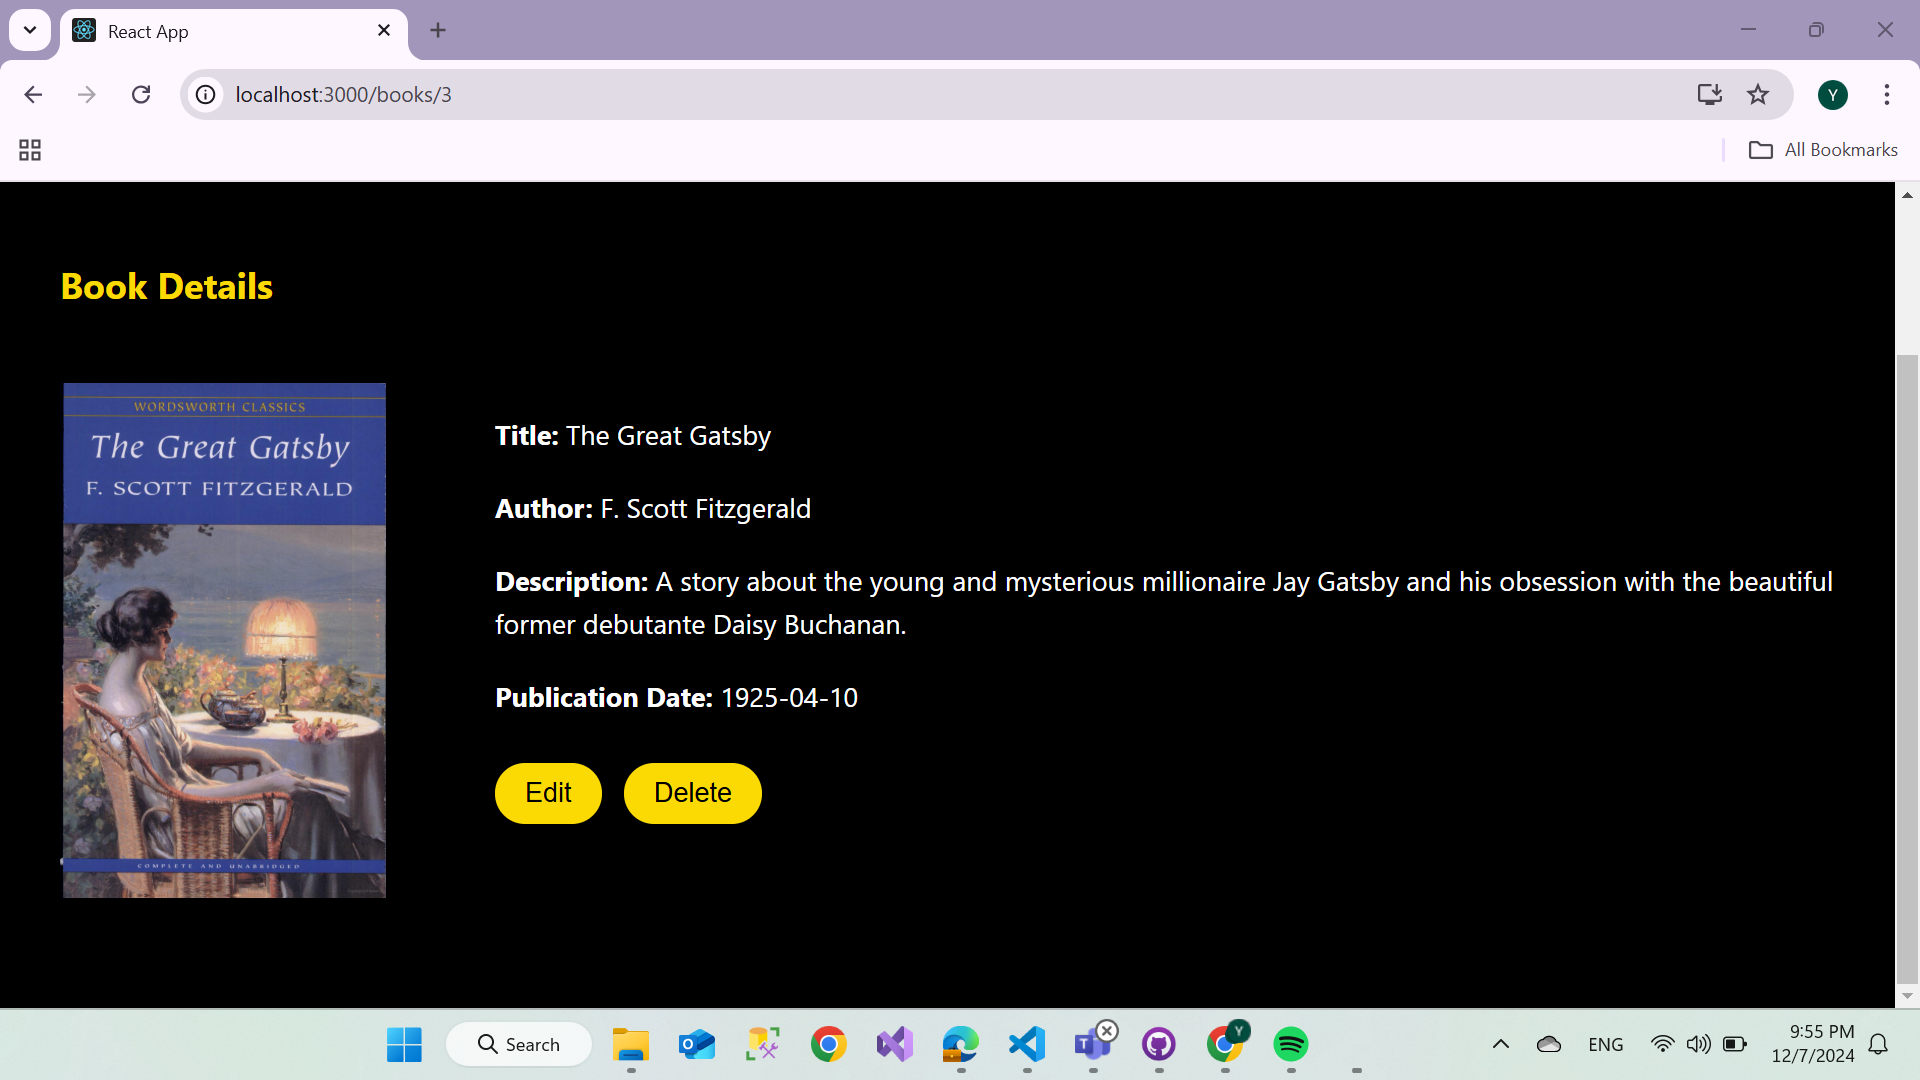 React App
localhost:3000/books/3
Y
All Bookmarks
Book Details
WORDSWORTH CLASSICS
The Great Gatsby
F. SCOTT FITZGERALD
COMPLETE AND UNABRIDGED
Title: The Great Gatsby
Author: F. Scott Fitzgerald
Description: A story about the young and mysterious millionaire Jay Gatsby and his obsession with the beautiful
former debutante Daisy Buchanan.
Publication Date: 1925-04-10
Edit Delete
Search
Y
ENG
9:55 PM
12/7/2024